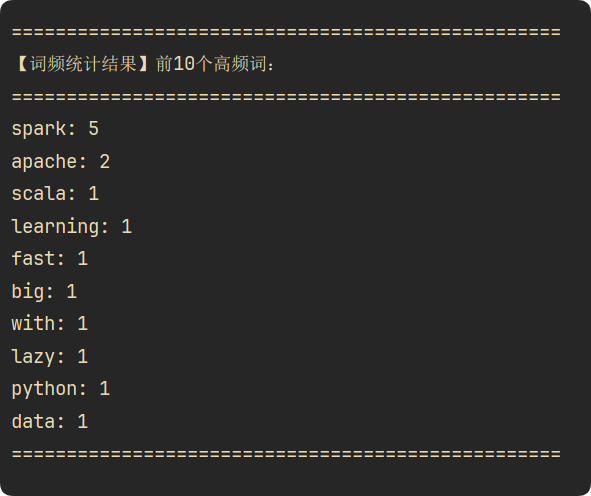 ==================================================
【词频统计结果】前10个高频词：
==================================================
spark: 5
apache: 2
scala: 1
learning: 1
fast: 1
big: 1
with: 1
lazy: 1
python: 1
data: 1
==================================================